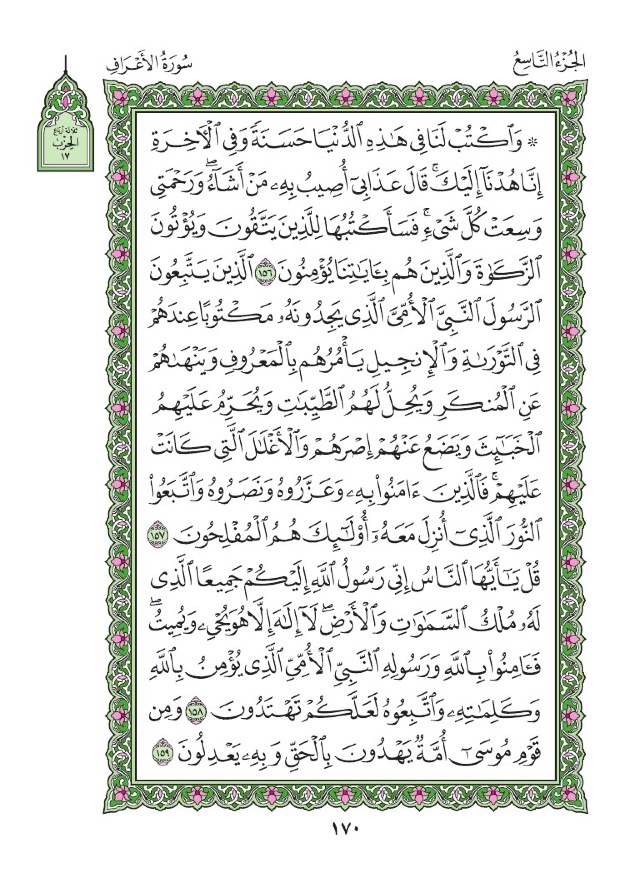 الجُزْءُ التَّاسِعُ
سُورَةُ الأَعْرَافِ
ثلاثة أرباع
الحِزْب
١٧
۞ وَٱكۡتُبۡ لَنَا فِي هَٰذِهِ ٱلدُّنۡيَا حَسَنَةٗ وَفِي ٱلۡأٓخِرَةِ
إِنَّا هُدۡنَآ إِلَيۡكَۚ قَالَ عَذَابِيٓ أُصِيبُ بِهِۦ مَنۡ أَشَآءُۖ وَرَحۡمَتِي
وَسِعَتۡ كُلَّ شَيۡءٖۚ فَسَأَكۡتُبُهَا لِلَّذِينَ يَتَّقُونَ وَيُؤۡتُونَ
ٱلزَّكَوٰةَ وَٱلَّذِينَ هُم بِـَٔايَٰتِنَا يُؤۡمِنُونَ ١٥٦ ٱلَّذِينَ يَتَّبِعُونَ
ٱلرَّسُولَ ٱلنَّبِيَّ ٱلۡأُمِّيَّ ٱلَّذِي يَجِدُونَهُۥ مَكۡتُوبًا عِندَهُمۡ
فِي ٱلتَّوۡرَىٰةِ وَٱلۡإِنجِيلِ يَأۡمُرُهُم بِٱلۡمَعۡرُوفِ وَيَنۡهَىٰهُمۡ
عَنِ ٱلۡمُنكَرِ وَيُحِلُّ لَهُمُ ٱلطَّيِّبَٰتِ وَيُحَرِّمُ عَلَيۡهِمُ
ٱلۡخَبَٰٓئِثَ وَيَضَعُ عَنۡهُمۡ إِصۡرَهُمۡ وَٱلۡأَغۡلَٰلَ ٱلَّتِي كَانَتۡ
عَلَيۡهِمۡۚ فَٱلَّذِينَ ءَامَنُواْ بِهِۦ وَعَزَّرُوهُ وَنَصَرُوهُ وَٱتَّبَعُواْ
ٱلنُّورَ ٱلَّذِيٓ أُنزِلَ مَعَهُۥٓ أُوْلَٰٓئِكَ هُمُ ٱلۡمُفۡلِحُونَ ١٥٧
قُلۡ يَٰٓأَيُّهَا ٱلنَّاسُ إِنِّي رَسُولُ ٱللَّهِ إِلَيۡكُمۡ جَمِيعًا ٱلَّذِي
لَهُۥ مُلۡكُ ٱلسَّمَٰوَٰتِ وَٱلۡأَرۡضِۖ لَآ إِلَٰهَ إِلَّا هُوَ يُحۡيِۦ وَيُمِيتُۖ
فَـَٔامِنُواْ بِٱللَّهِ وَرَسُولِهِ ٱلنَّبِيِّ ٱلۡأُمِّيِّ ٱلَّذِي يُؤۡمِنُ بِٱللَّهِ
وَكَلِمَٰتِهِۦ وَٱتَّبِعُوهُ لَعَلَّكُمۡ تَهۡتَدُونَ ١٥٨ وَمِن
قَوۡمِ مُوسَىٰٓ أُمَّةٞ يَهۡدُونَ بِٱلۡحَقِّ وَبِهِۦ يَعۡدِلُونَ ١٥٩
١٧٠